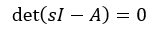 det(𝑠𝐼 − 𝐴) = 0